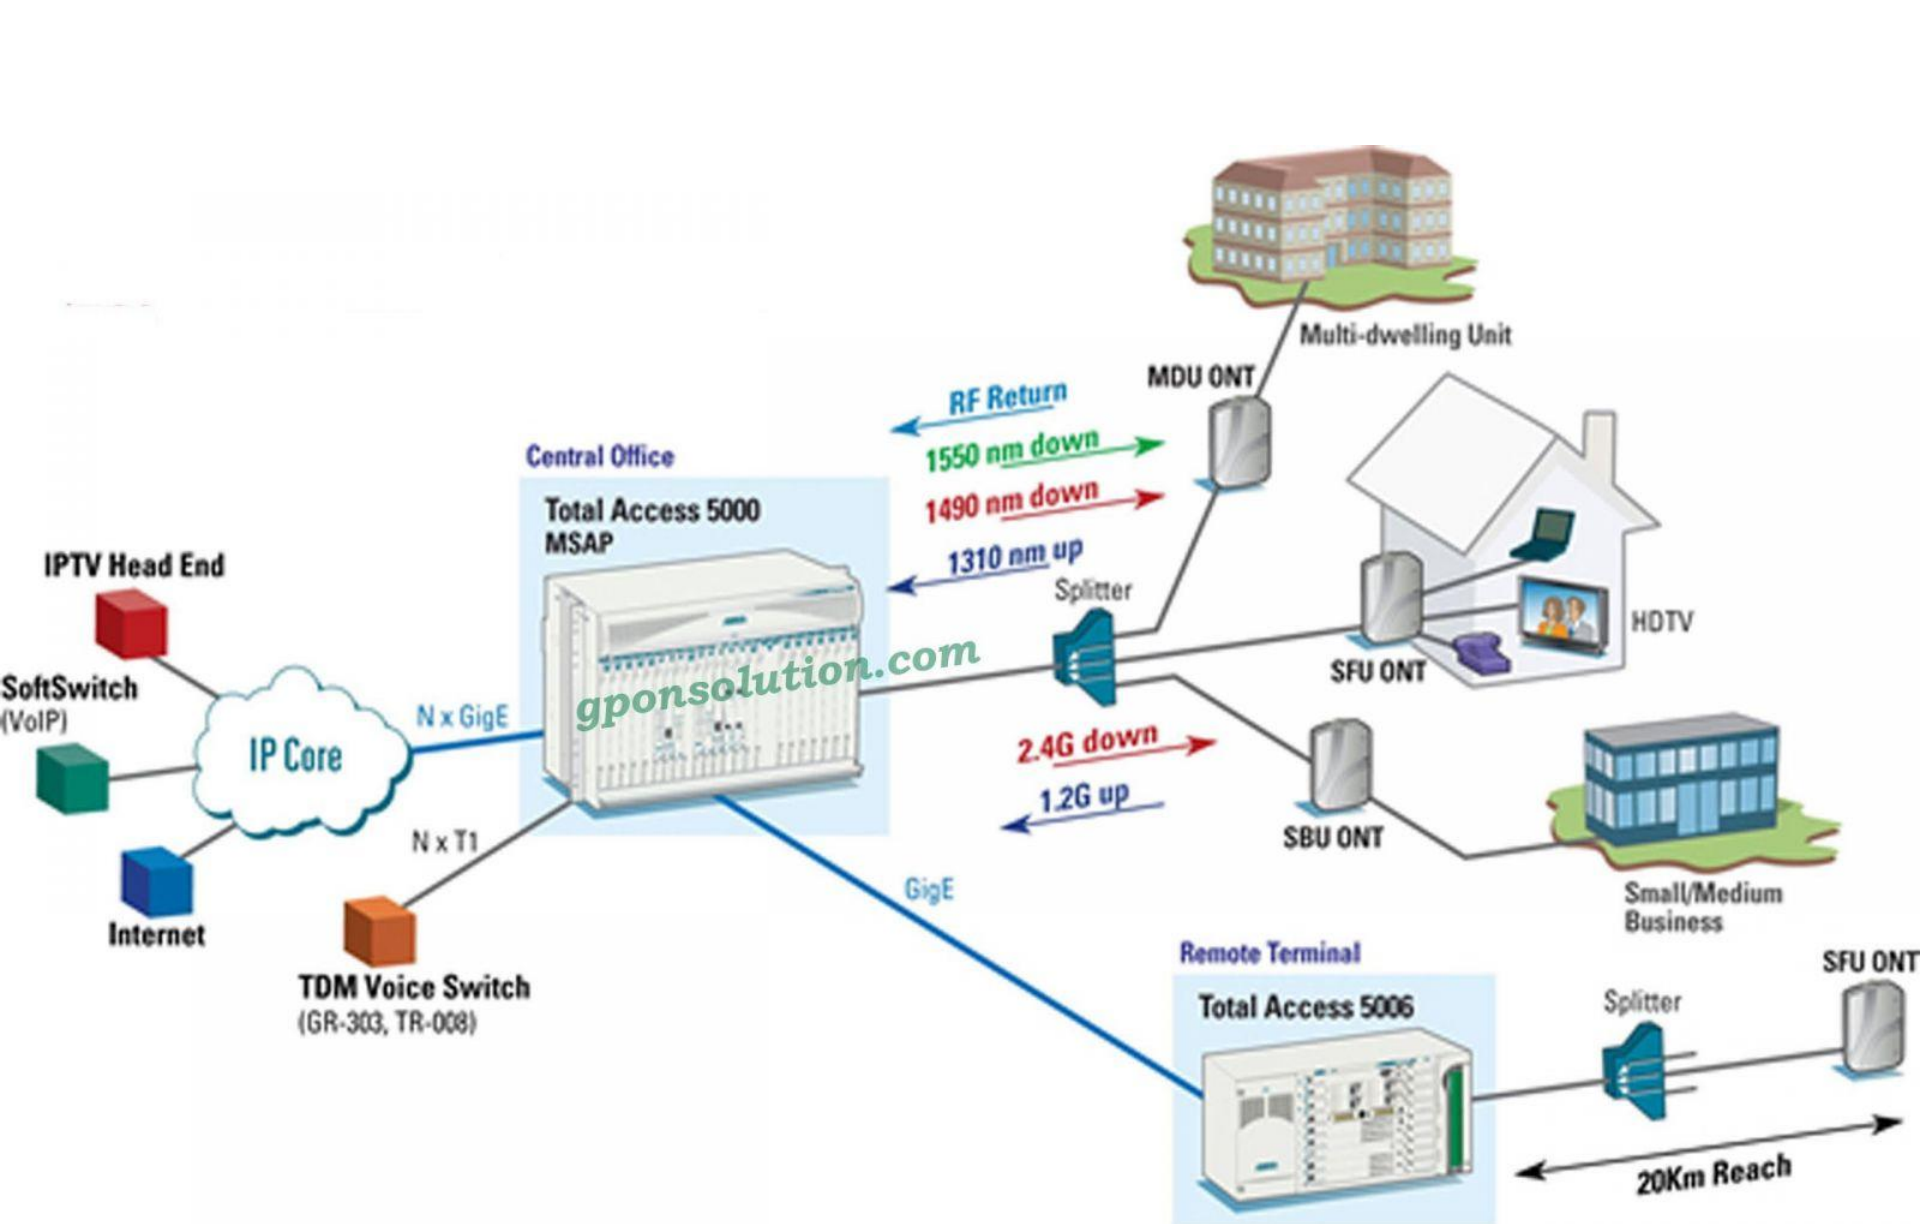 Multi-dwelling Unit
MDU ONT
RF Return
1550 nm down
1490 nm down
1310 nm up
Central Office
Total Access 5000
MSAP
IPTV Head End
SoftSwitch
(VoIP)
IP Core
N x GigE
Internet
N x T1
TDM Voice Switch
(GR-303, TR-008)
gponsolution.com
Splitter
HDTV
SFU ONT
2.4G down
1.2G up
SBU ONT
Small/Medium
Business
GigE
Remote Terminal
Total Access 5006
Splitter
SFU ONT
20Km Reach